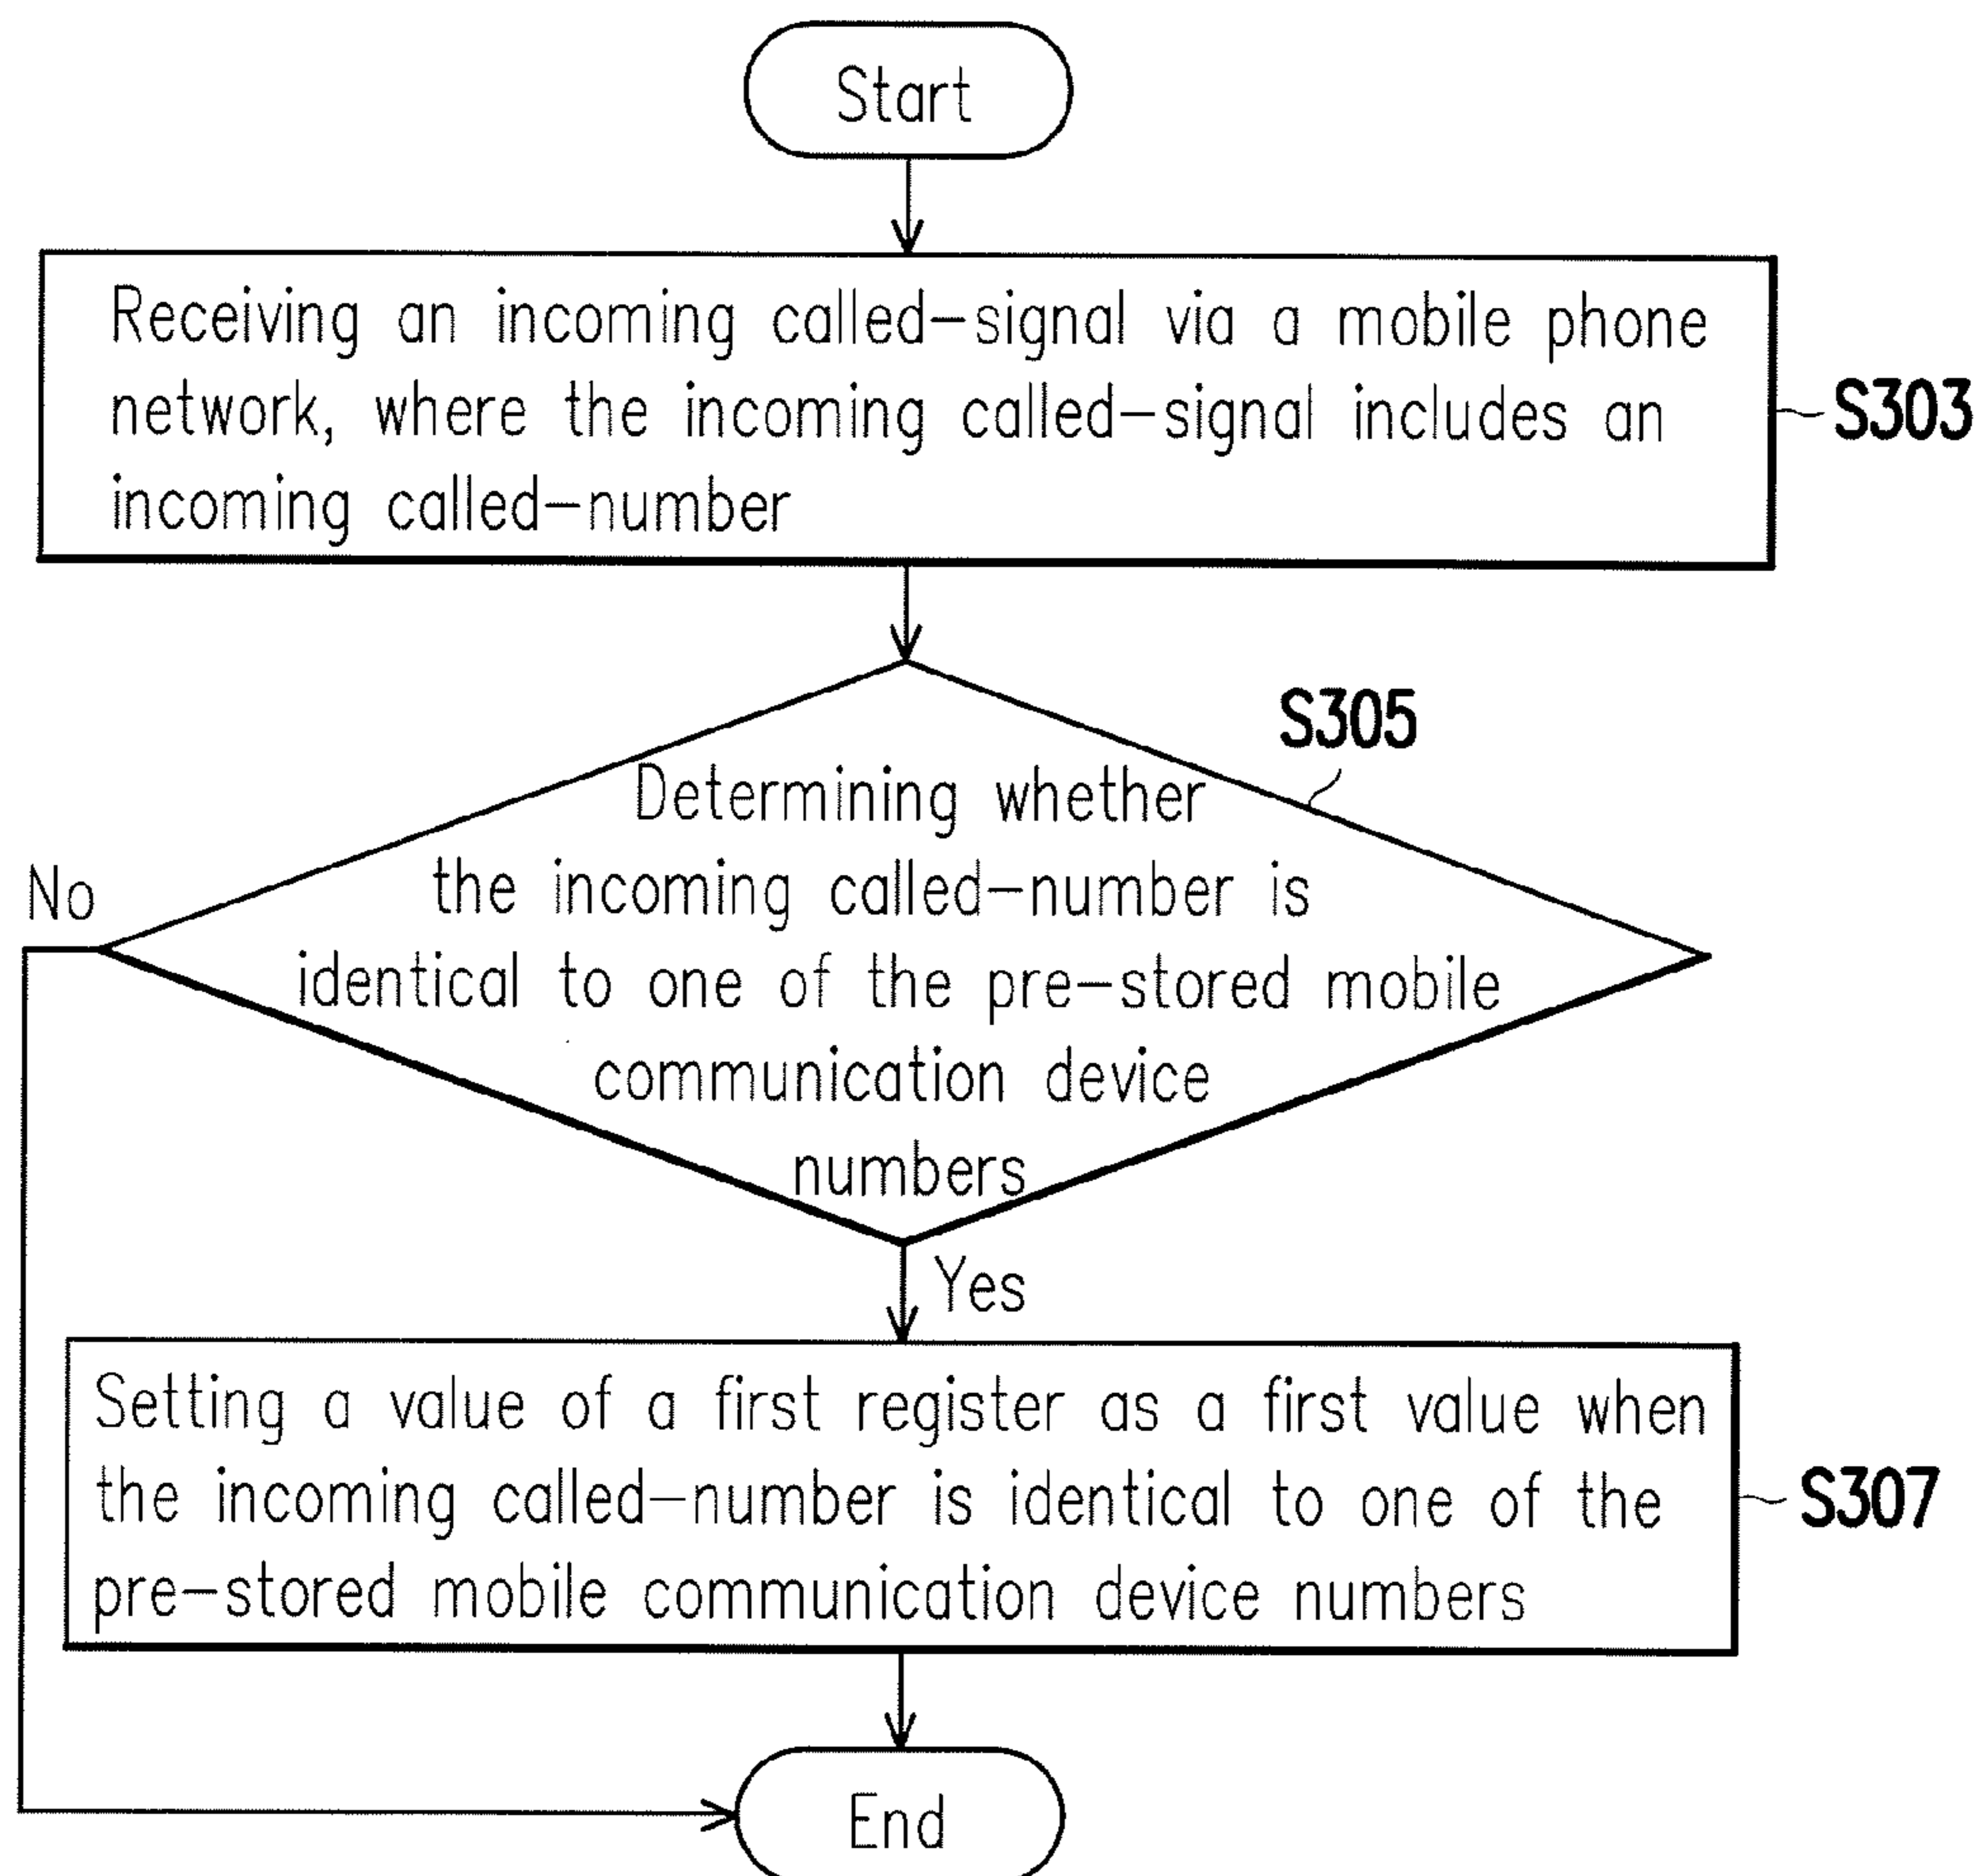 Start
Receiving an incoming called-signal via a mobile phone
network, where the incoming called-signal includes an
incoming called-number
S303
S305
Determining whether
the incoming called-number is
identical to one of the pre-stored mobile
communication device
numbers
No
Yes
Setting a value of a first register as a first value when
the incoming called-number is identical to one of the
pre-stored mobile communication device numbers
S307
End